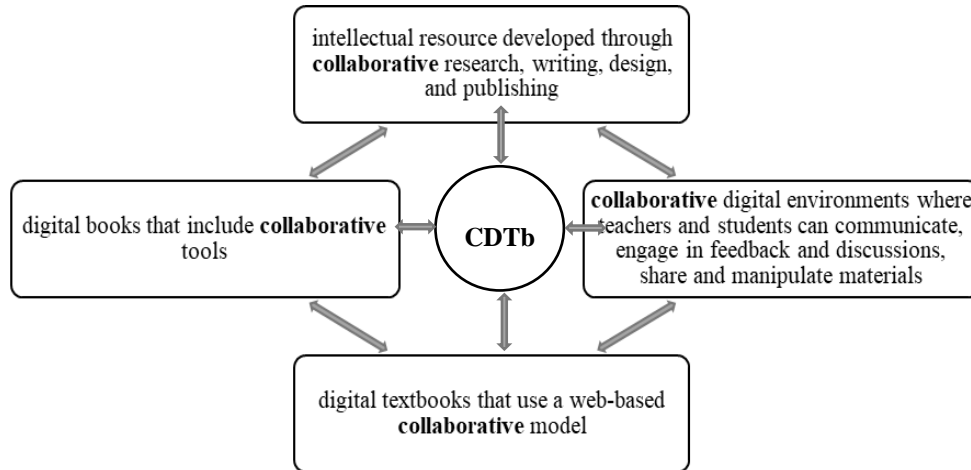 intellectual resource developed through
collaborative research, writing, design,
and publishing
digital books that include collaborative
tools
CDTb
collaborative digital environments where
teachers and students can communicate,
engage in feedback and discussions,
share and manipulate materials
digital textbooks that use a web-based
collaborative model